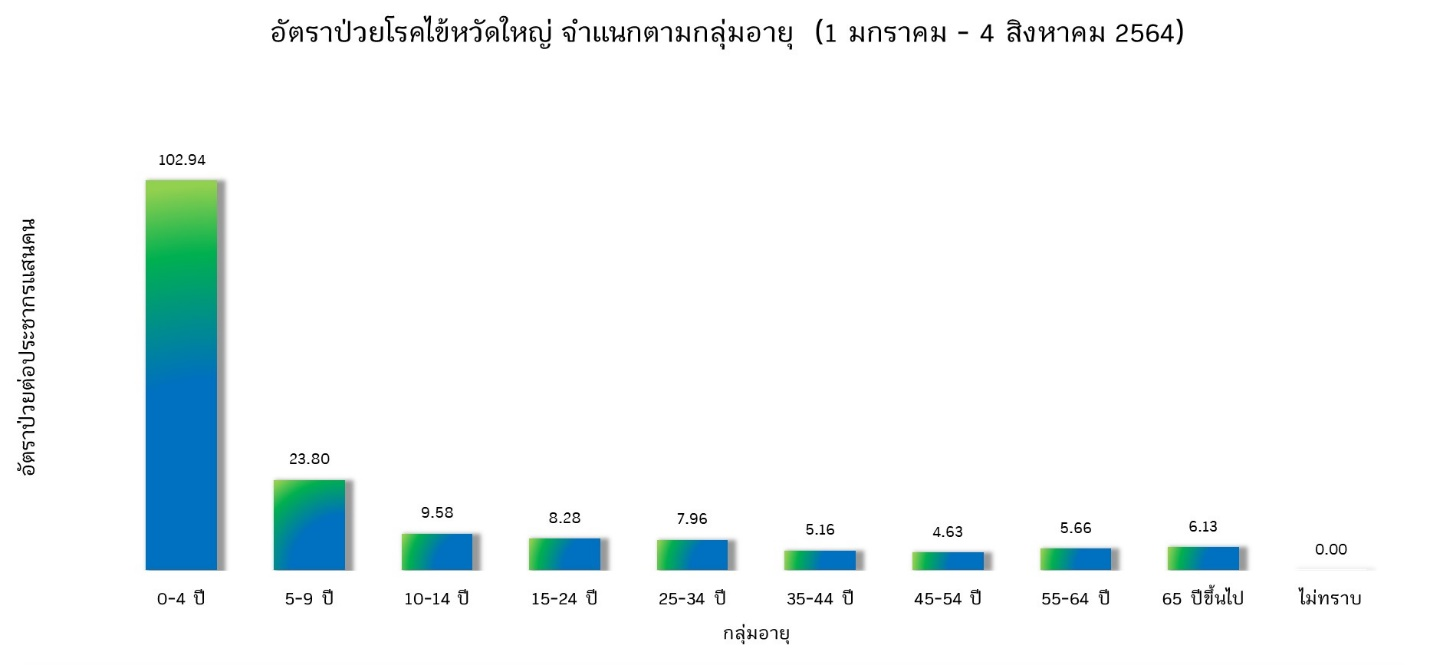 อัตราป่วยโรคไข้หวัดใหญ่ จำแนกตามกลุ่มอายุ (1 มกราคม - 4 สิงหาคม 2564)
อัตราป่วยต่อประชากรแสนคน
102.94
23.80
9.58
8.28
7.96
5.16
4.63
5.66
6.13
0.00
0-4 ปี
5-9 ปี
10-14 ปี
15-24 ปี
25-34 ปี
35-44 ปี
45-54 ปี
55-64 ปี
65 ปีขึ้นไป
ไม่ทราบ
กลุ่มอายุ